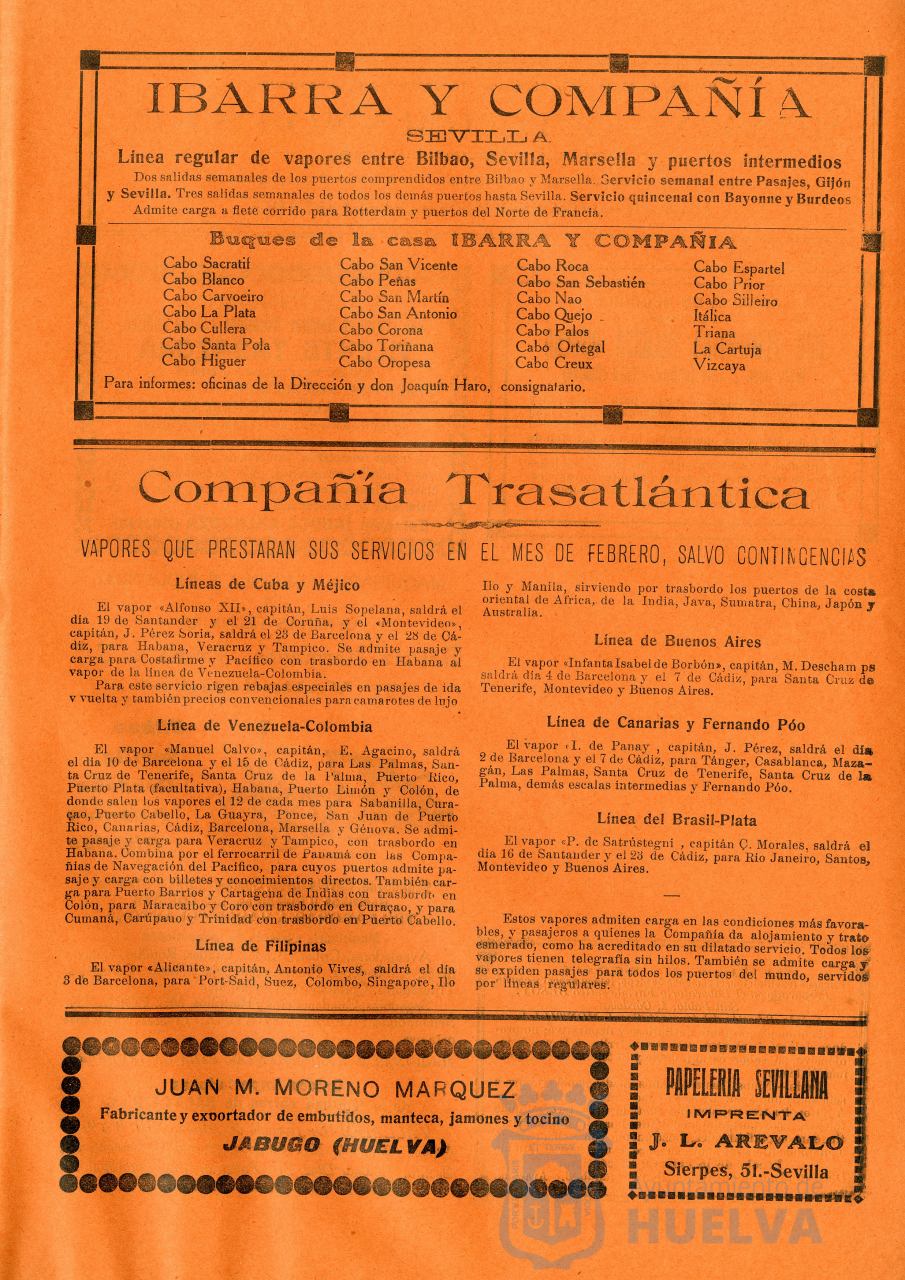 IBARRA Y COMPAÑÍA
SEVILLA
Línea regular de vapores entre Bilbao, Sevilla, Marsella y puertos intermedios
Dos salidas semanales de los puertos comprendidos entre Bilbao y Marsella. Servicio semanal entre Pasajes, Gijón
y Sevilla. Tres salidas semanales de todos los demás puertos hasta Sevilla. Servicio quincenal con Bayonne y Burdeos
Admite carga a flete corrido para Rotterdam y puertos del Norte de Francia.
Buques de la casa IBARRA Y COMPAÑIA
Cabo Sacratif
Cabo Blanco
Cabo Carvoeiro
Cabo La Plata
Cabo Cullera
Cabo Santa Pola
Cabo Higuer
Cabo San Vicente
Cabo Peñas
Cabo San Martín
Cabo San Antonio
Cabo Corona
Cabo Toriñana
Cabo Oropesa
Cabo Roca
Cabo San Sebastién
Cabo Nao
Cabo Quejo
Cabo Palos
Cabo Ortegal
Cabo Creux
Cabo Espartel
Cabo Prior
Cabo Silleiro
Itálica
Triana
La Cartuja
Vizcaya
Para informes: oficinas de la Dirección y don Joaquín Haro, consignatario.
Compañía Trasatlántica
VAPORES QUE PRESTARAN SUS SERVICIOS EN EL MES DE FEBRERO, SALVO CONTINGENCIAS
Líneas de Cuba y Méjico
El vapor «Alfonso XII», capitán, Luis Sopelana, saldrá el
día 19 de Santander y el 21 de Coruña, y el «Montevideo»,
capitán, J. Pérez Soria, saldrá el 23 de Barcelona y el 28 de Cá-
diz, para Habana, Veracruz y Tampico. Se admite pasaje y
carga para Costafirme y Pacífico con trasbordo en Habana al
vapor de la línea de Venezuela-Colombia.
Para este servicio rigen rebajas especiales en pasajes de ida
y vuelta y también precios convencionales para camarotes de lujo
Línea de Venezuela-Colombia
El vapor «Manuel Calvo», capitán, E. Agacino, saldrá
el día 10 de Barcelona y el 15 de Cádiz, para Las Palmas, San-
ta Cruz de Tenerife, Santa Cruz de la Palma, Puerto Rico,
Puerto Plata (facultativa), Habana, Puerto Limón y Colón, de
donde salen los vapores el 12 de cada mes para Sabanilla, Cura-
çao, Puerto Cabello, La Guayra, Ponce, San Juan de Puerto
Rico, Canarias, Cádiz, Barcelona, Marsella y Génova. Se admi-
te pasaje y carga para Veracruz y Tampico, con trasbordo en
Habana. Combina por el ferrocarril de Panamá con las Compa-
ñías de Navegación del Pacífico, para cuyos puertos admite pa-
saje y carga con billetes y conocimientos directos. También car-
ga para Puerto Barrios y Cartagena de Indias con trasbordo en
Colón, para Maracaibo y Coro con trasbordo en Curaçao, y para
Cumaná, Carúpano y Trinidad con trasbordo en Puerto Cabello.
Línea de Filipinas
El vapor «Alicante», capitán, Antonio Vives, saldrá el día
3 de Barcelona, para Port-Said, Suez, Colombo, Singapore, Ilo
Ilo y Manila, sirviendo por trasbordo los puertos de la costa
oriental de Africa, de la India, Java, Sumatra, China, Japón y
Australia.
Línea de Buenos Aires
El vapor «Infanta Isabel de Borbón», capitán, M. Descham ps
saldrá día 4 de Barcelona y el 7 de Cádiz, para Santa Cruz de
Tenerife, Montevideo y Buenos Aires.
Línea de Canarias y Fernando Póo
El vapor «I. de Panay , capitán, J. Pérez, saldrá el día
2 de Barcelona y el 7 de Cádiz, para Tánger, Casablanca, Maza-
gán, Las Palmas, Santa Cruz de Tenerife, Santa Cruz de la
Palma, demás escalas intermedias y Fernando Póo.
Línea del Brasil-Plata
El vapor «P. de Satrústegni , capitán Ç. Morales, saldrá el
día 16 de Santander y el 23 de Cádiz, para Río Janeiro, Santos,
Montevideo y Buenos Aires.
Estos vapores admiten carga en las condiciones más favora-
bles, y pasajeros a quienes la Compañía da alojamiento y trato
esmerado, como ha acreditado en su dilatado servicio. Todos los
vapores tienen telegrafía sin hilos. También se admite carga y
se expiden pasajes para todos los puertos del mundo, servidos
por líneas regulares.
JUAN M. MORENO MARQUEZ
Fabricante y exportador de embutidos, manteca, jamones y tocino
JABUGO (HUELVA)
PAPELERIA SEVILLANA
IMPRENTA
J. L. AREVALO
Sierpes, 51.-Sevilla
Ayuntamiento de
HUELVA